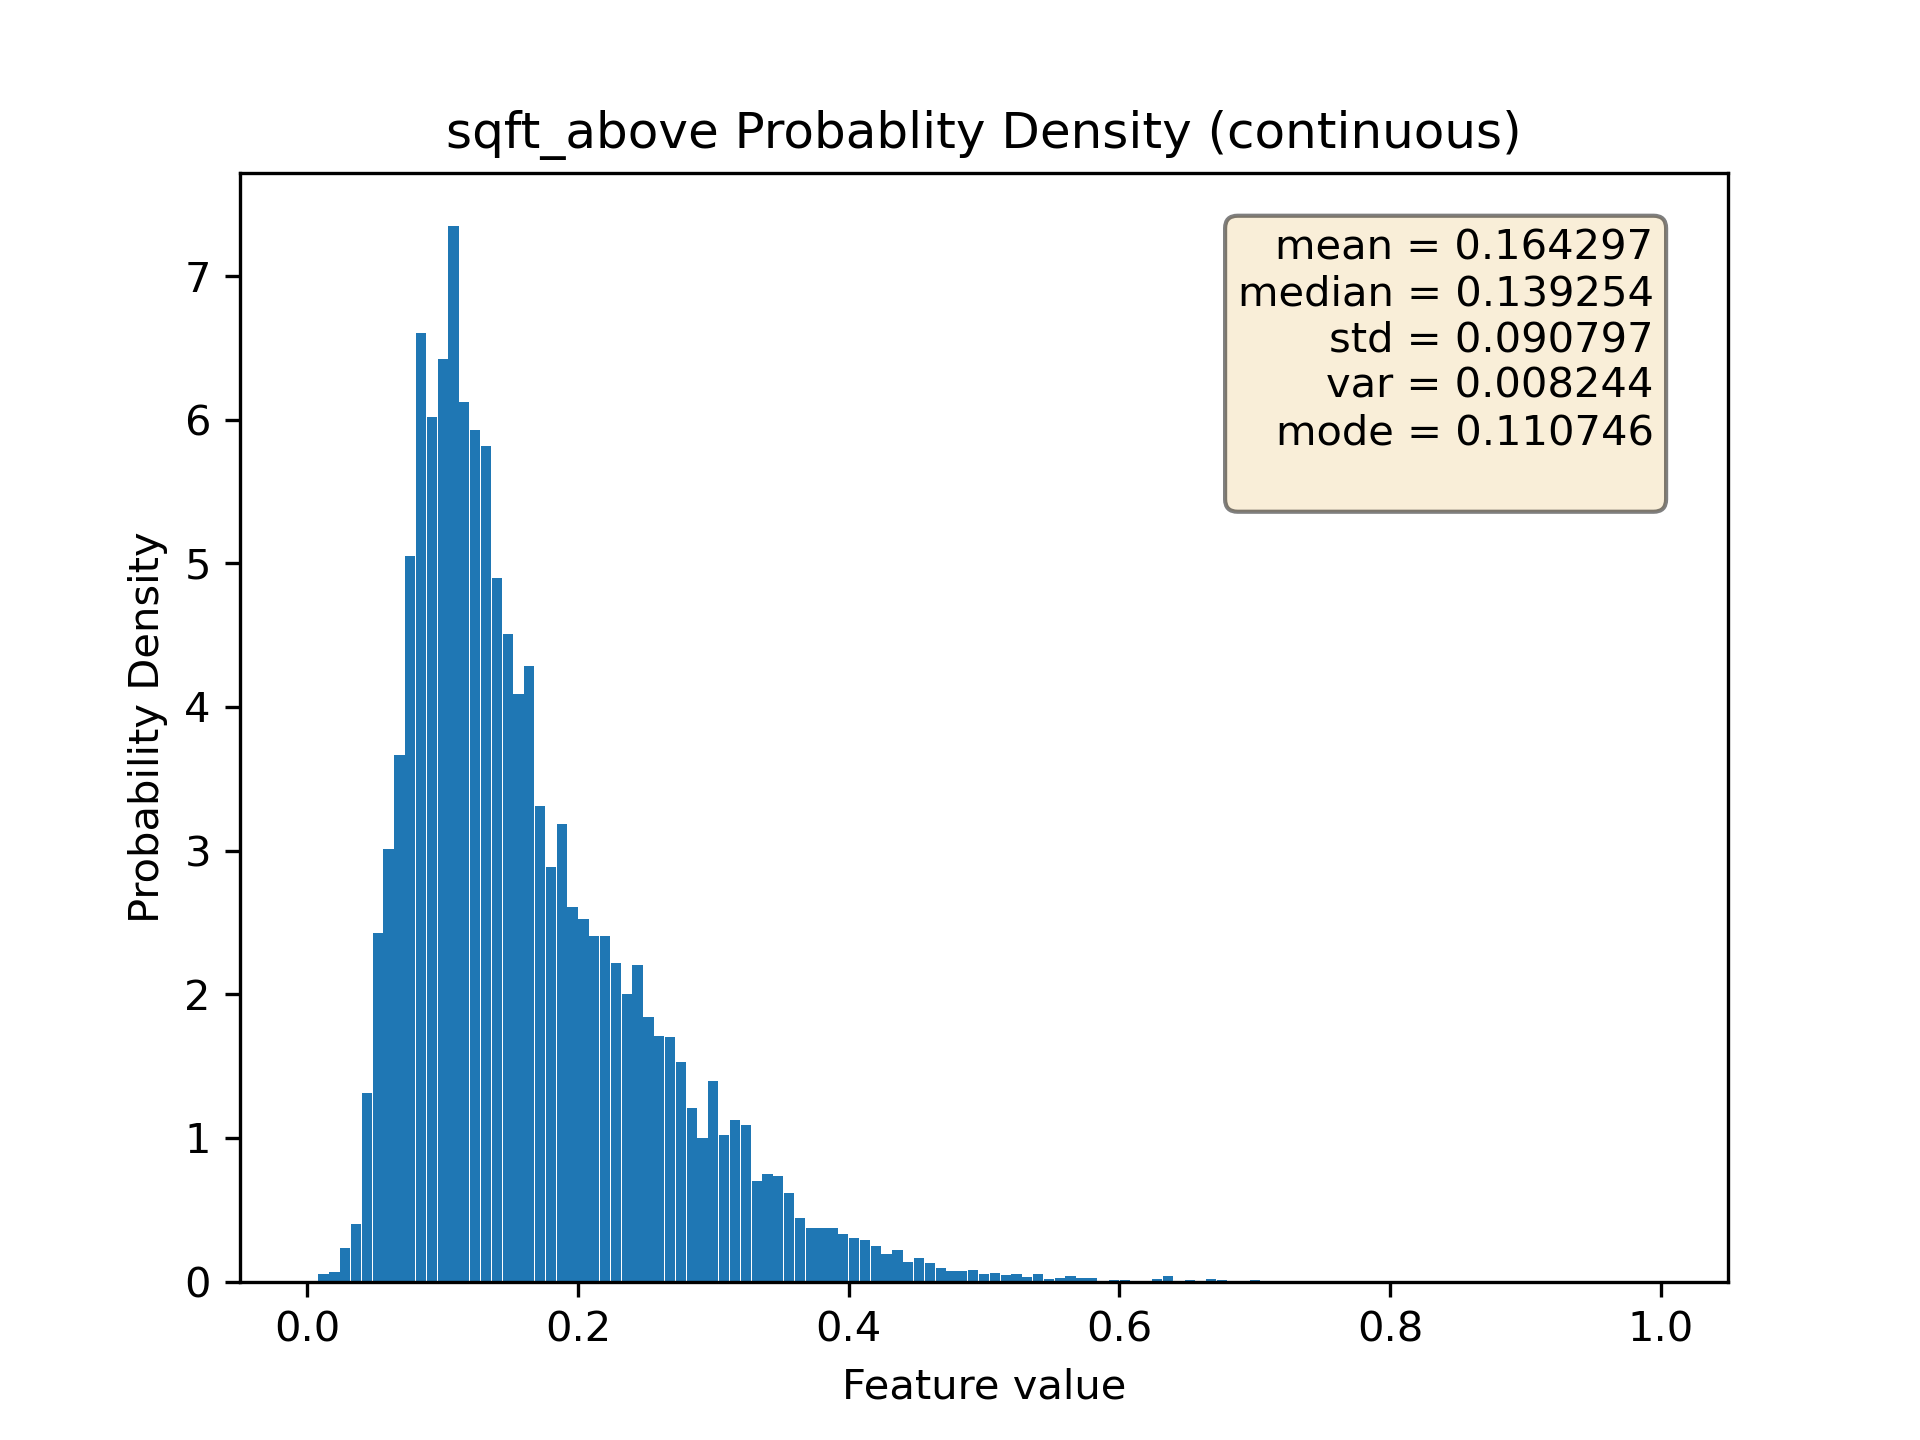 sqft_above Probablity Density (continuous)
mean = 0.164297
median = 0.139254
std = 0.090797
var = 0.008244
mode = 0.110746
Probability Density
7
6
5
4
3
2
1
0
0.0 0.2 0.4 0.6 0.8 1.0
Feature value